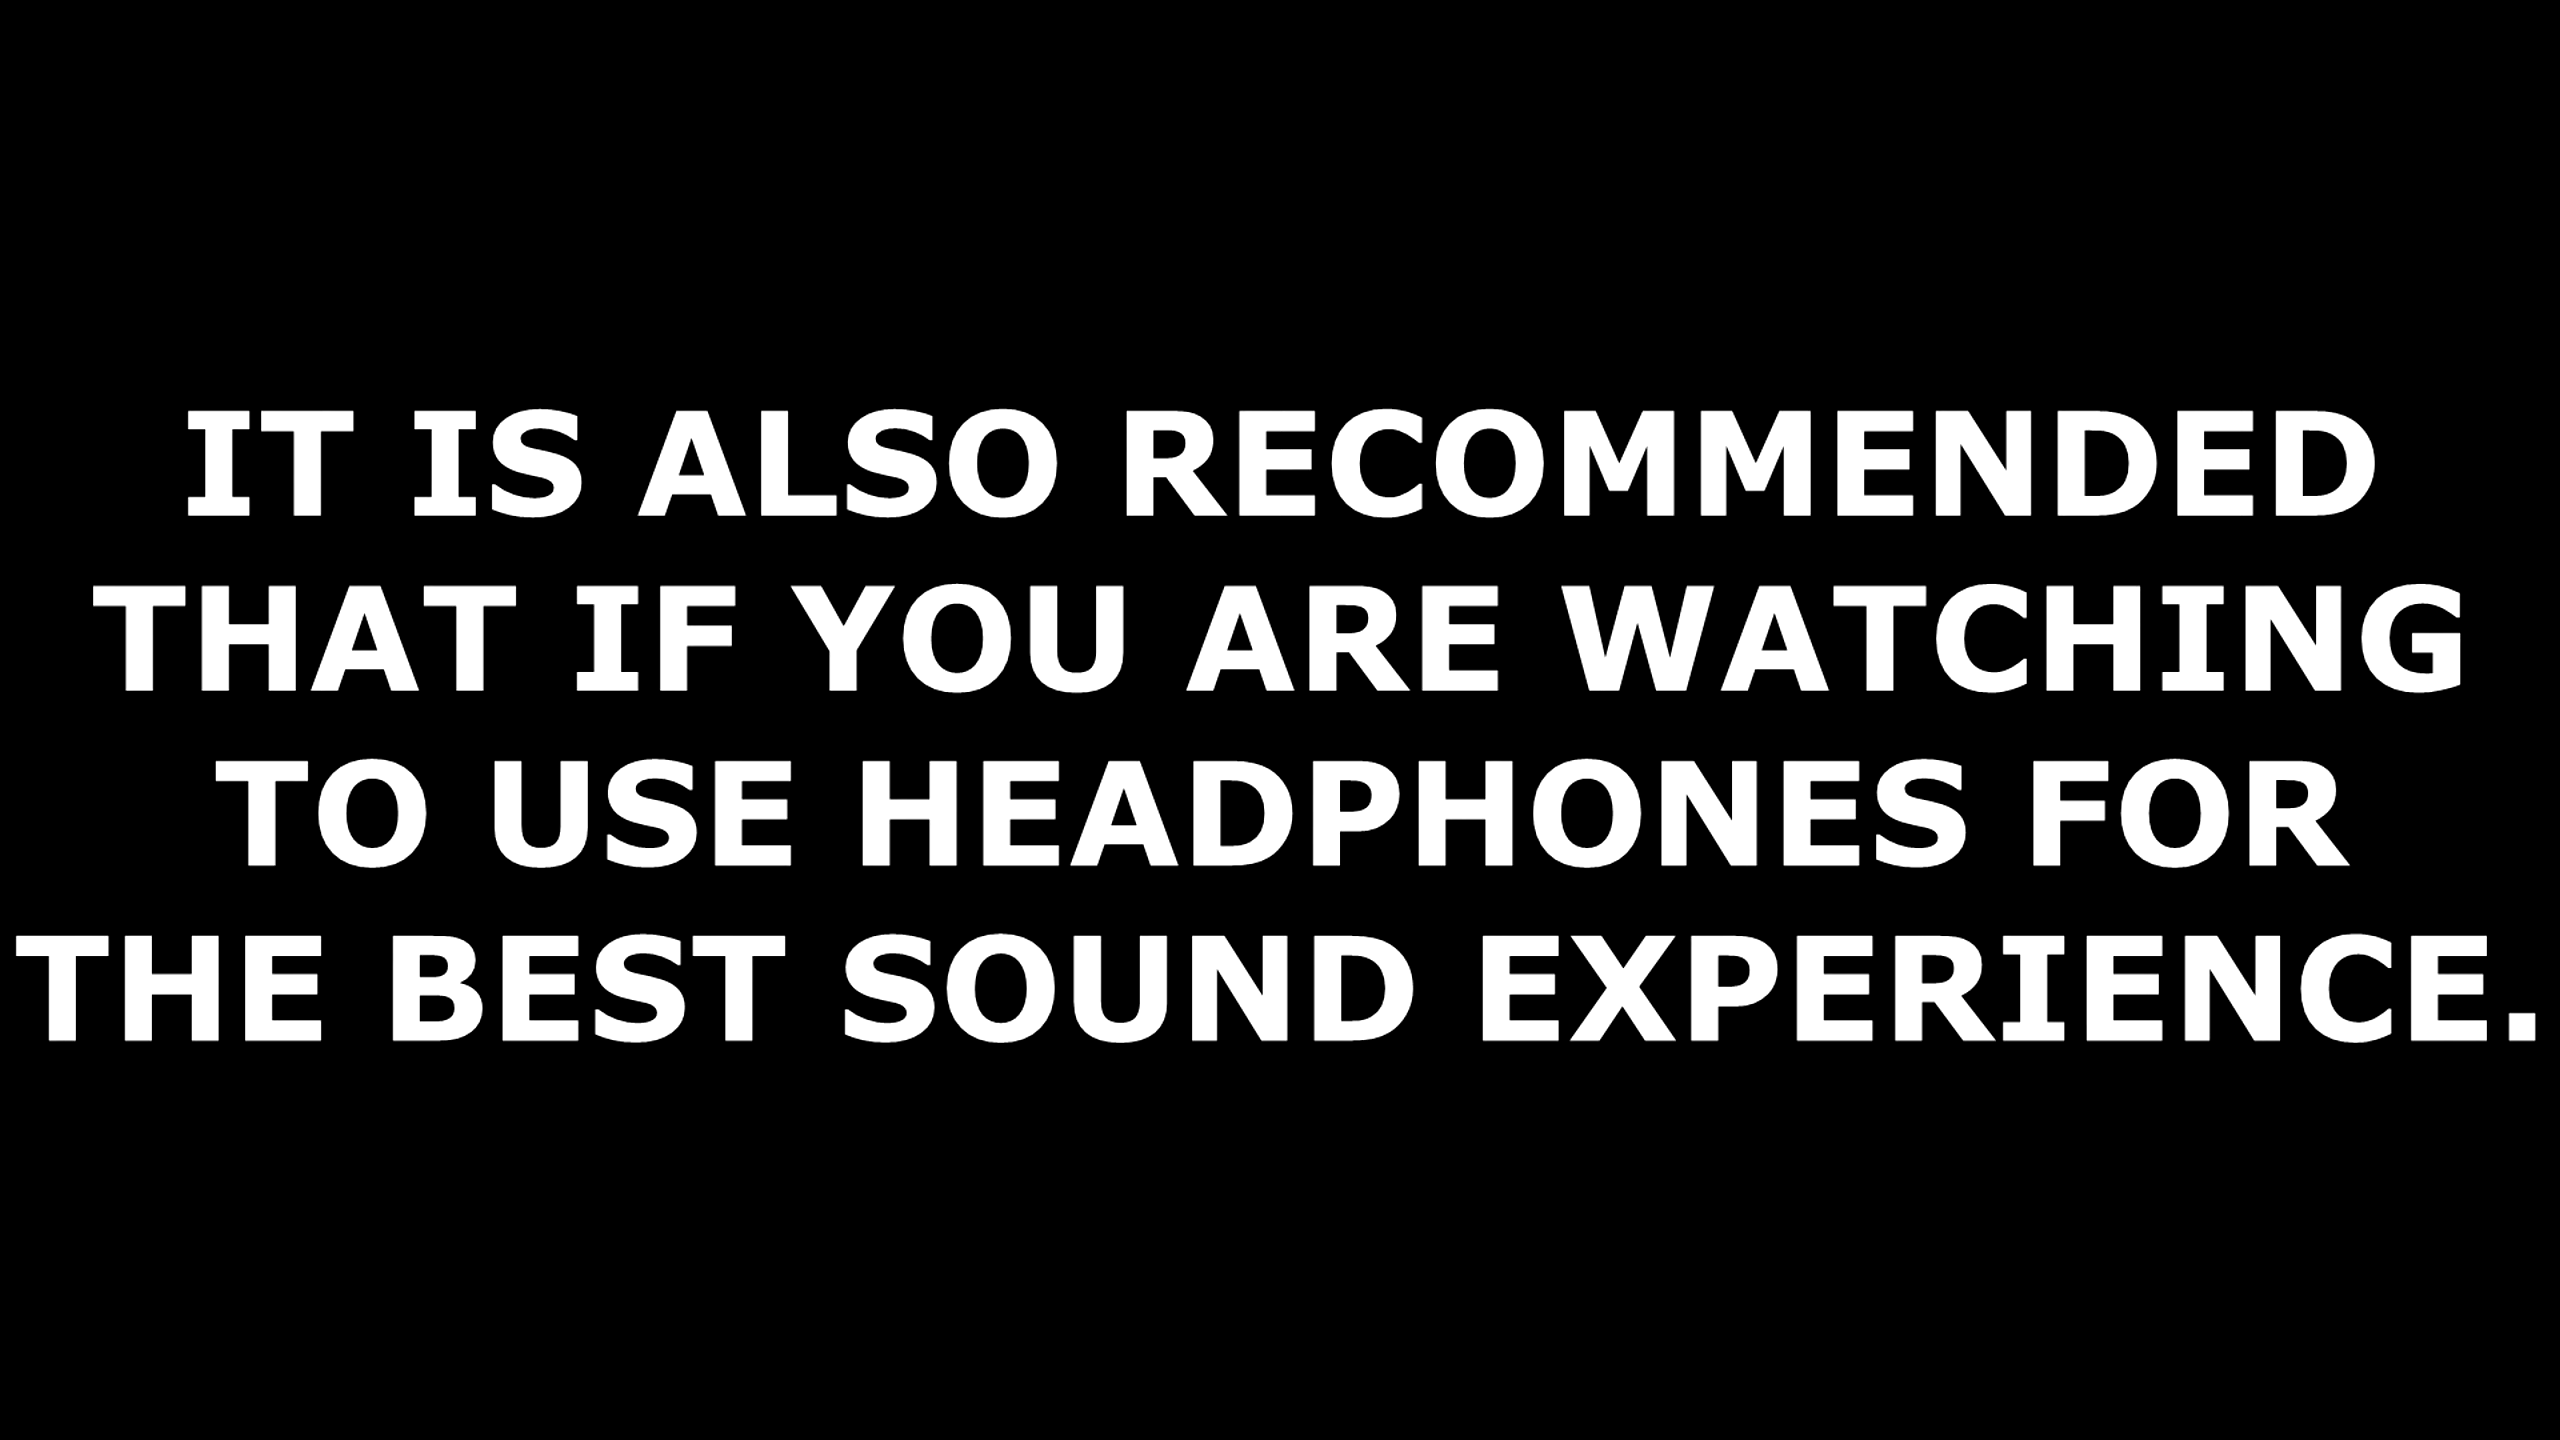 IT IS ALSO RECOMMENDED
THAT IF YOU ARE WATCHING
TO USE HEADPHONES FOR
THE BEST SOUND EXPERIENCE.